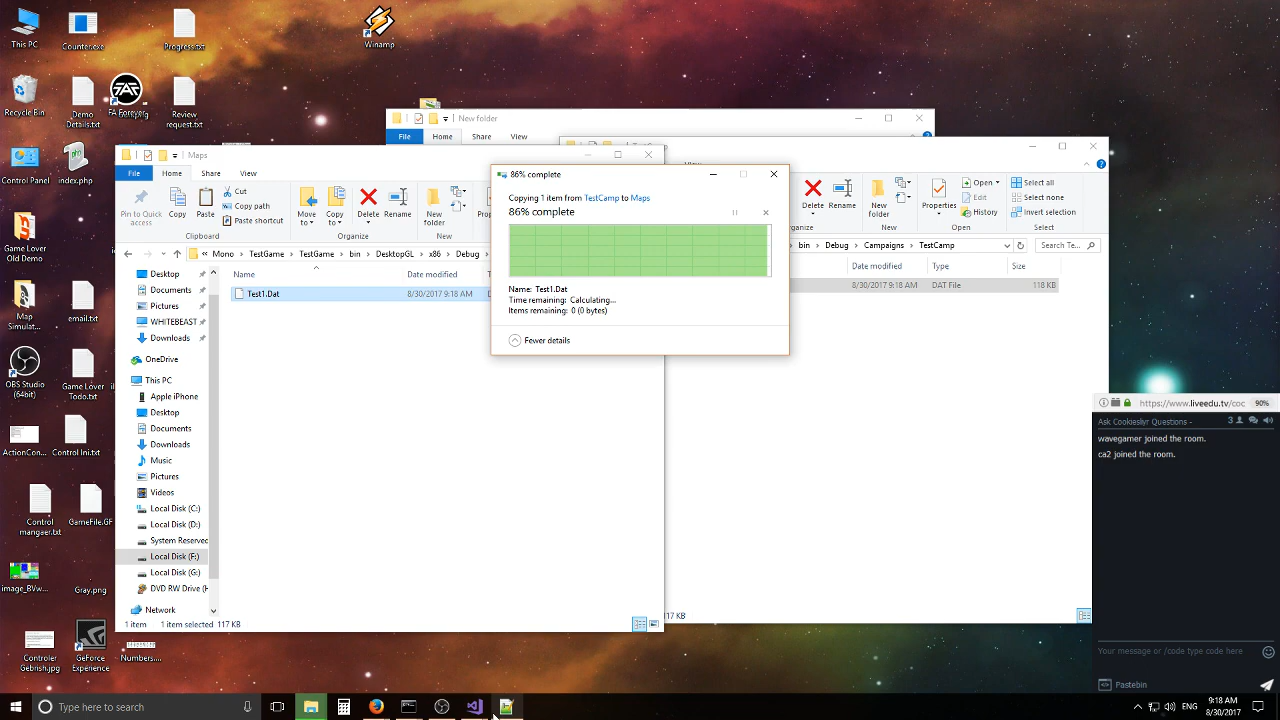 This PC
Counter.exe
Progress.txt
Winamp
Recycle Bin
Demo
Details.txt
FA Forever
Review
request.txt
Control Panel
index.php
Game Lover
Old Demo
Map
Simulat...
email.txt
OBS Studio
(64bit)
Game Lover
Todo.txt
ActionCon...
Control Ini.txt
Control
mangaer.txt
GameFile.GF
image_BVw...
Gray.png
Controler
Gebrish.jpg
GeForce
Experience
Numbers....
New folder
File
Home
Share
View
Maps
File
Home
Share
View
Pin to Quick
access
Copy
Paste
Cut
Copy path
Paste shortcut
Clipboard
Move
to
Copy
to
Delete
Rename
Organize
New
folder
Mono
TestGame
TestGame
bin
DesktopGL
x86
Debug
Name
Date modified
Test1.Dat
8/30/2017 9:18 AM
Desktop
Documents
Pictures
WHITEBEAST
Downloads
OneDrive
This PC
Apple iPhone
Desktop
Documents
Downloads
Music
Pictures
Videos
Local Disk (C:)
Local Disk (D:)
System Reserved
Local Disk (F:)
Local Disk (G:)
DVD RW Drive (H
Network
1 item
1 item selected
117 KB
86% complete
Copying 1 item from TestCamp to Maps
86% complete
Name: Test1.Dat
Time remaining: Calculating...
Items remaining: 0 (0 bytes)
Fewer details
Delete
Rename
New
folder
New
Properties
Open
Edit
History
Open
Select all
Select none
Invert selection
Select
bin
Debug
Campaigns
TestCamp
Search Te...
Date modified
Type
Size
8/30/2017 9:18 AM
DAT File
118 KB
117 KB
https://www.liveedu.tv/coc
90%
Ask Cookiesliyr Questions -
3
wavegamer joined the room.
ca2 joined the room.
Your message or /code type code here
Pastebin
Type here to search
ENG
9:18 AM
8/30/2017